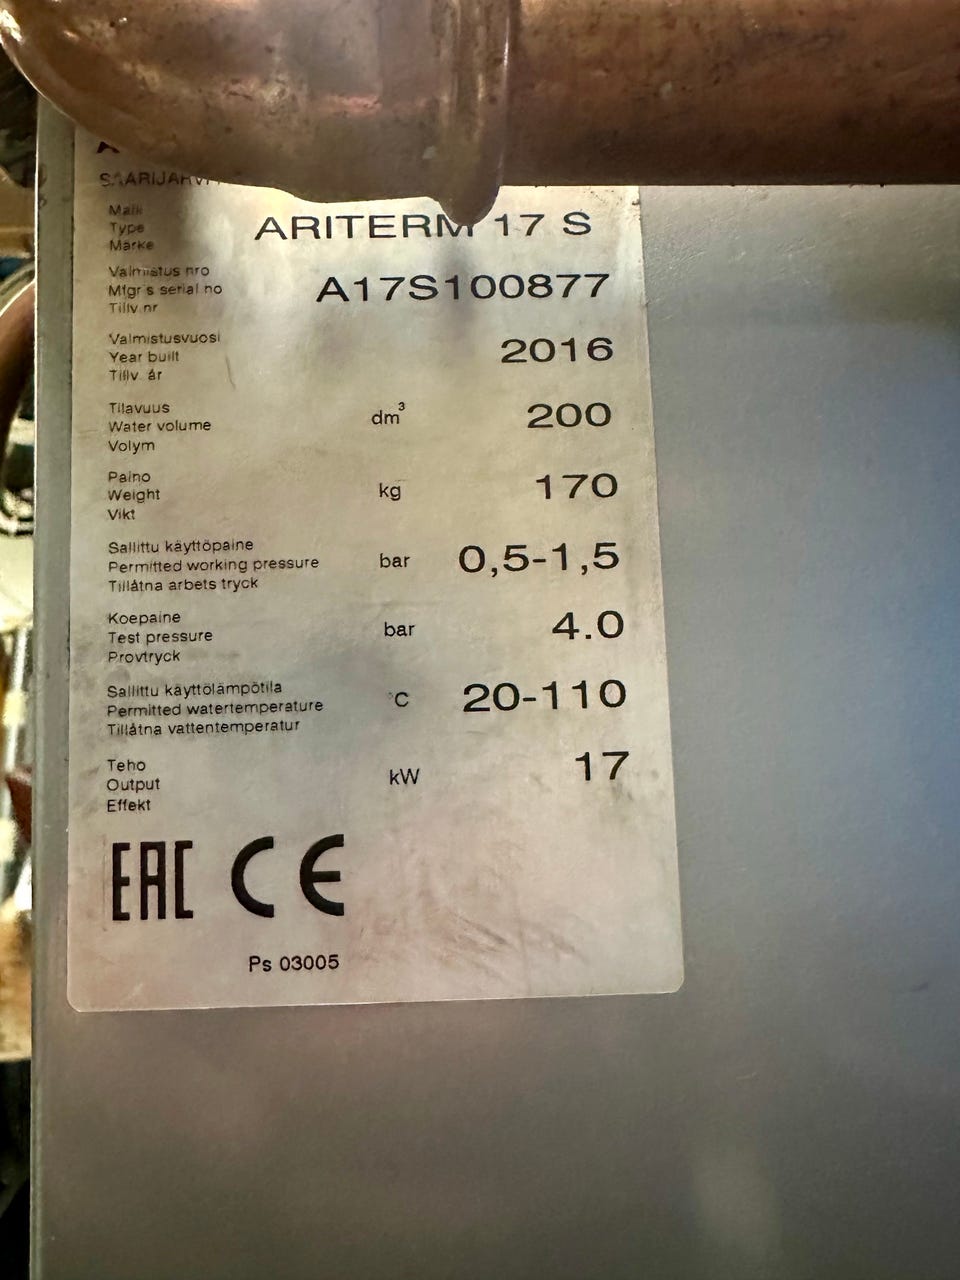 Malli
Type
Märke
ARITERM 17 S
Valmistus nro
Mfgr's serial no
Tillv.nr
A17S100877
Valmistusvuosi
Year built
Tillv. år
2016
Tilavuus
Water volume
Volym
dm³
200
Paino
Weight
Vikt
kg
170
Sallittu käyttöpaine
Permitted working pressure
Tillåtna arbets tryck
bar
0,5-1,5
Koepaine
Test pressure
Provtryck
bar
4.0
Sallittu käyttölämpötila
Permitted watertemperature
Tillåtna vattentemperatur
°C
20-110
Teho
Output
Effekt
kW
17
EAC CE
Ps 03005